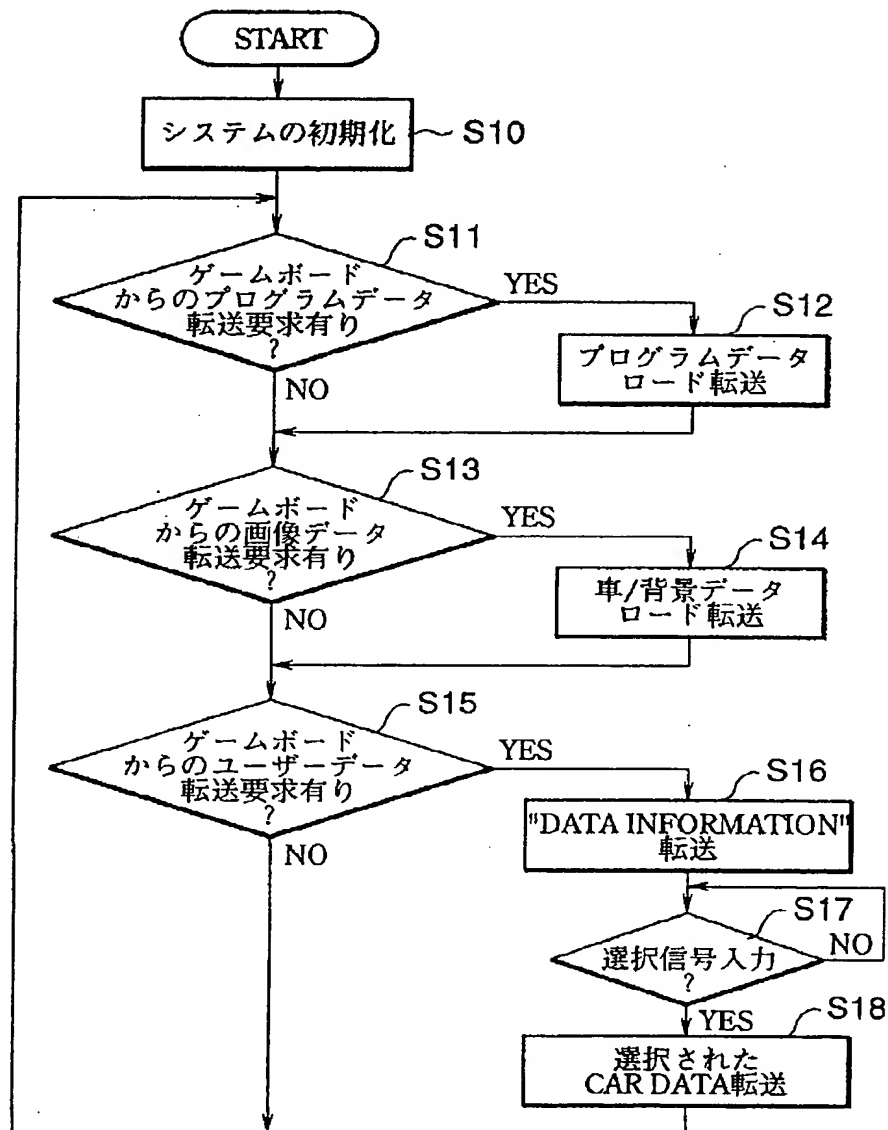 START
システムの初期化
S10
S11
ゲームボード
からのプログラムデータ
転送要求有り
?
YES
NO
S12
プログラムデータ
ロード転送
S13
ゲームボード
からの画像データ
転送要求有り
?
YES
NO
S14
車/背景データ
ロード転送
S15
ゲームボード
からのユーザーデータ
転送要求有り
?
YES
NO
S16
"DATA INFORMATION"
転送
S17
選択信号入力
?
NO
YES
S18
選択された
CAR DATA転送